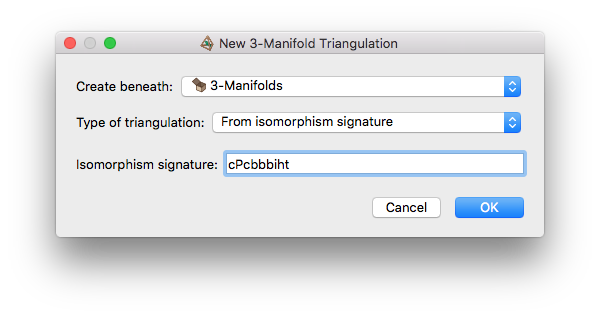 New 3-Manifold Triangulation
Create beneath: 3-Manifolds
Type of triangulation: From isomorphism signature
Isomorphism signature: cPcbbbiht
Cancel OK